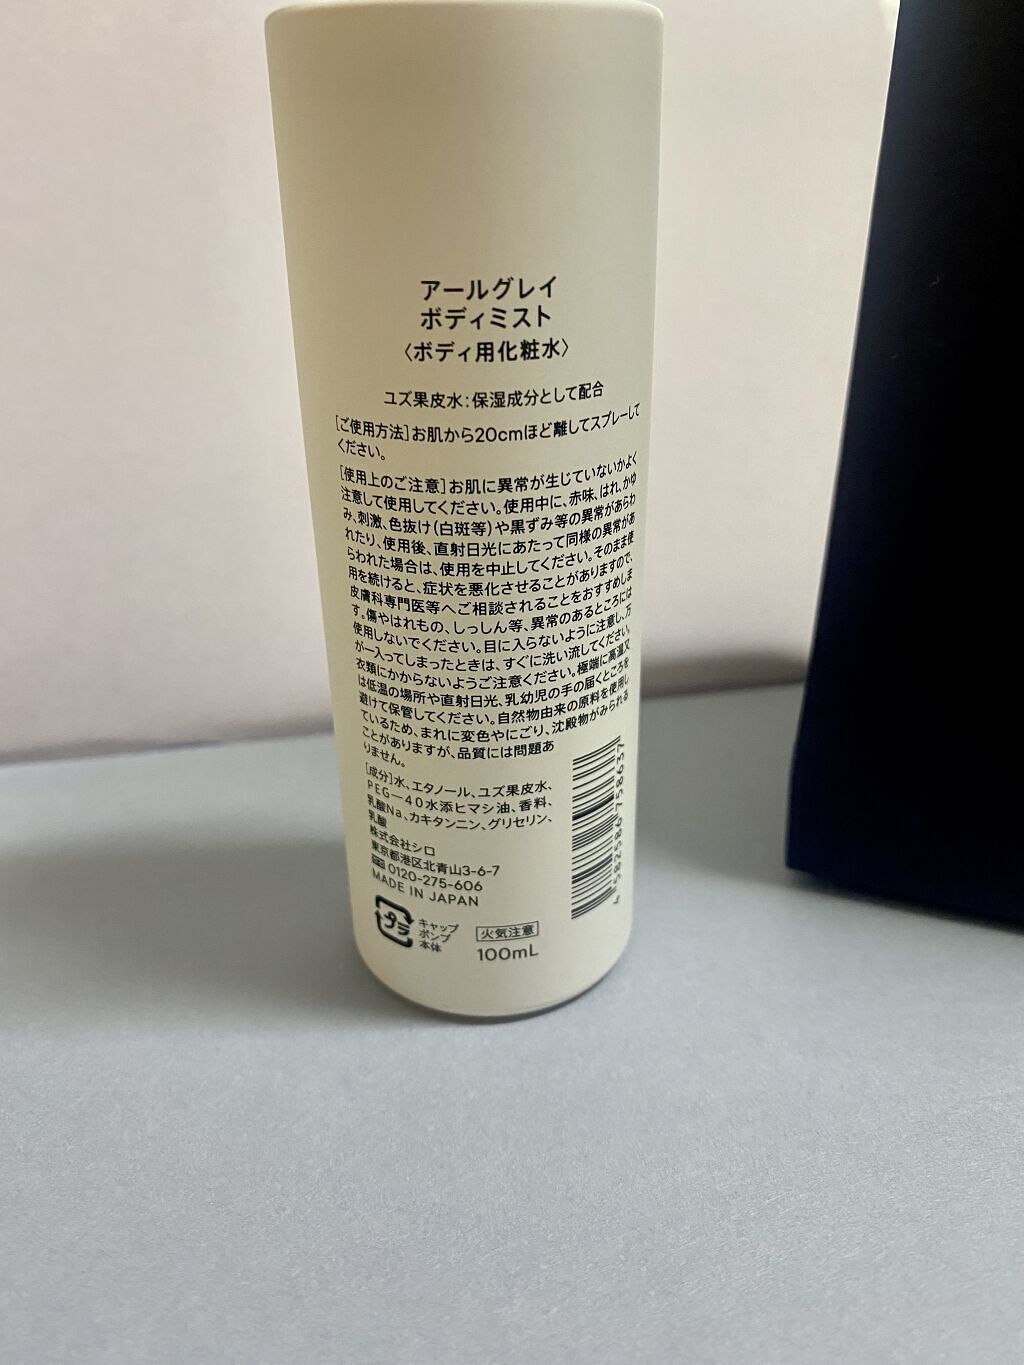 アールグレイ
ボディミスト
〈ボディ用化粧水〉
ユズ果皮水：保湿成分として配合
［ご使用方法］お肌から20cmほど離してスプレーして
ください。
［使用上のご注意］お肌に異常が生じていないかよく
注意して使用してください。使用中に、赤味、はれ、かゆ
み、刺激、色抜け（白斑等）や黒ずみ等の異常があらわ
れたり、使用後、直射日光にあたって同様の異常があ
らわれた場合は、使用を中止してください。そのまま使
用を続けると、症状を悪化させることがありますので、
皮膚科専門医等へご相談されることをおすすめしま
す。傷やはれもの、しっしん等、異常のあるところには
使用しないでください。目に入らないように注意し、万
が一入ってしまったときは、すぐに洗い流してください。
衣類にかからないようご注意ください。極端に高温又
は低温の場所や直射日光、乳幼児の手の届くところを
避けて保管してください。自然物由来の原料を使用し
ているため、まれに変色やにごり、沈殿物がみられる
ことがありますが、品質には問題あ
りません。
［成分］水、エタノール、ユズ果皮水、
PEG－40水添ヒマシ油、香料、
乳酸Na、カキタンニン、グリセリン、
乳酸
株式会社シロ
東京都港区北青山3-6-7
0120-275-606
MADE IN JAPAN
プラ
キャップ
ポンプ
本体
火気注意
100mL
4 582586 758637